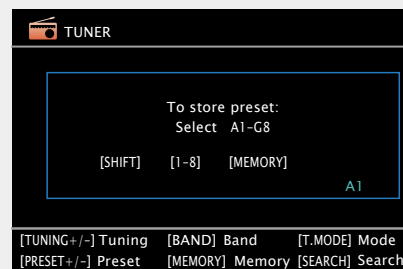 TUNER
To store preset:
Select A1-G8
[SHIFT] [1-8] [MEMORY]
A1
[TUNING+/-] Tuning [BAND] Band [T.MODE] Mode
[PRESET+/-] Preset [MEMORY] Memory [SEARCH] Search